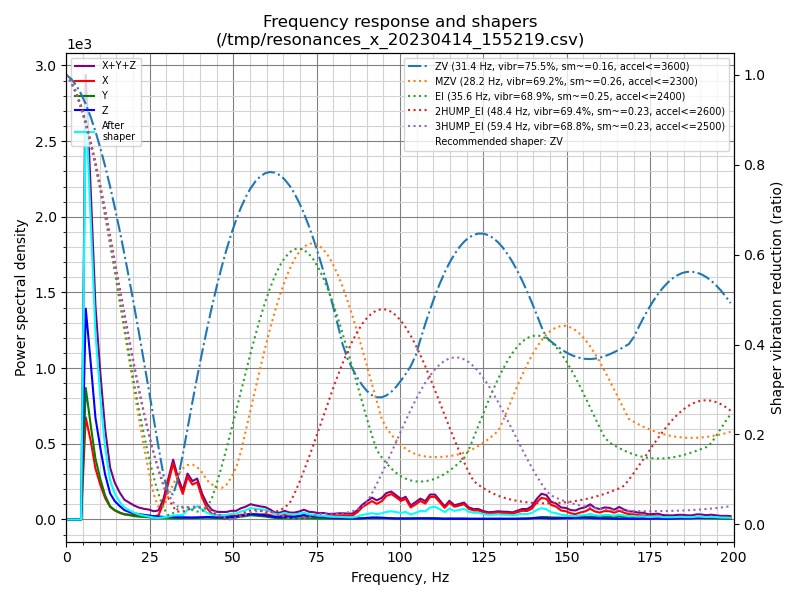 Frequency response and shapers
(/tmp/resonances_x_20230414_155219.csv)
1e3
X+Y+Z
X
Y
Z
After
shaper
ZV (31.4 Hz, vibr=75.5%, sm~=0.16, accel<=3600)
MZV (28.2 Hz, vibr=69.2%, sm~=0.26, accel<=2300)
EI (35.6 Hz, vibr=68.9%, sm~=0.25, accel<=2400)
2HUMP_EI (48.4 Hz, vibr=69.4%, sm~=0.23, accel<=2600)
3HUMP_EI (59.4 Hz, vibr=68.8%, sm~=0.23, accel<=2500)
Recommended shaper: ZV
Power spectral density
3.0
2.5
2.0
1.5
1.0
0.5
0.0
0 25 50 75 100 125 150 175 200
Frequency, Hz
1.0
0.8
0.6
0.4
0.2
0.0
Shaper vibration reduction (ratio)